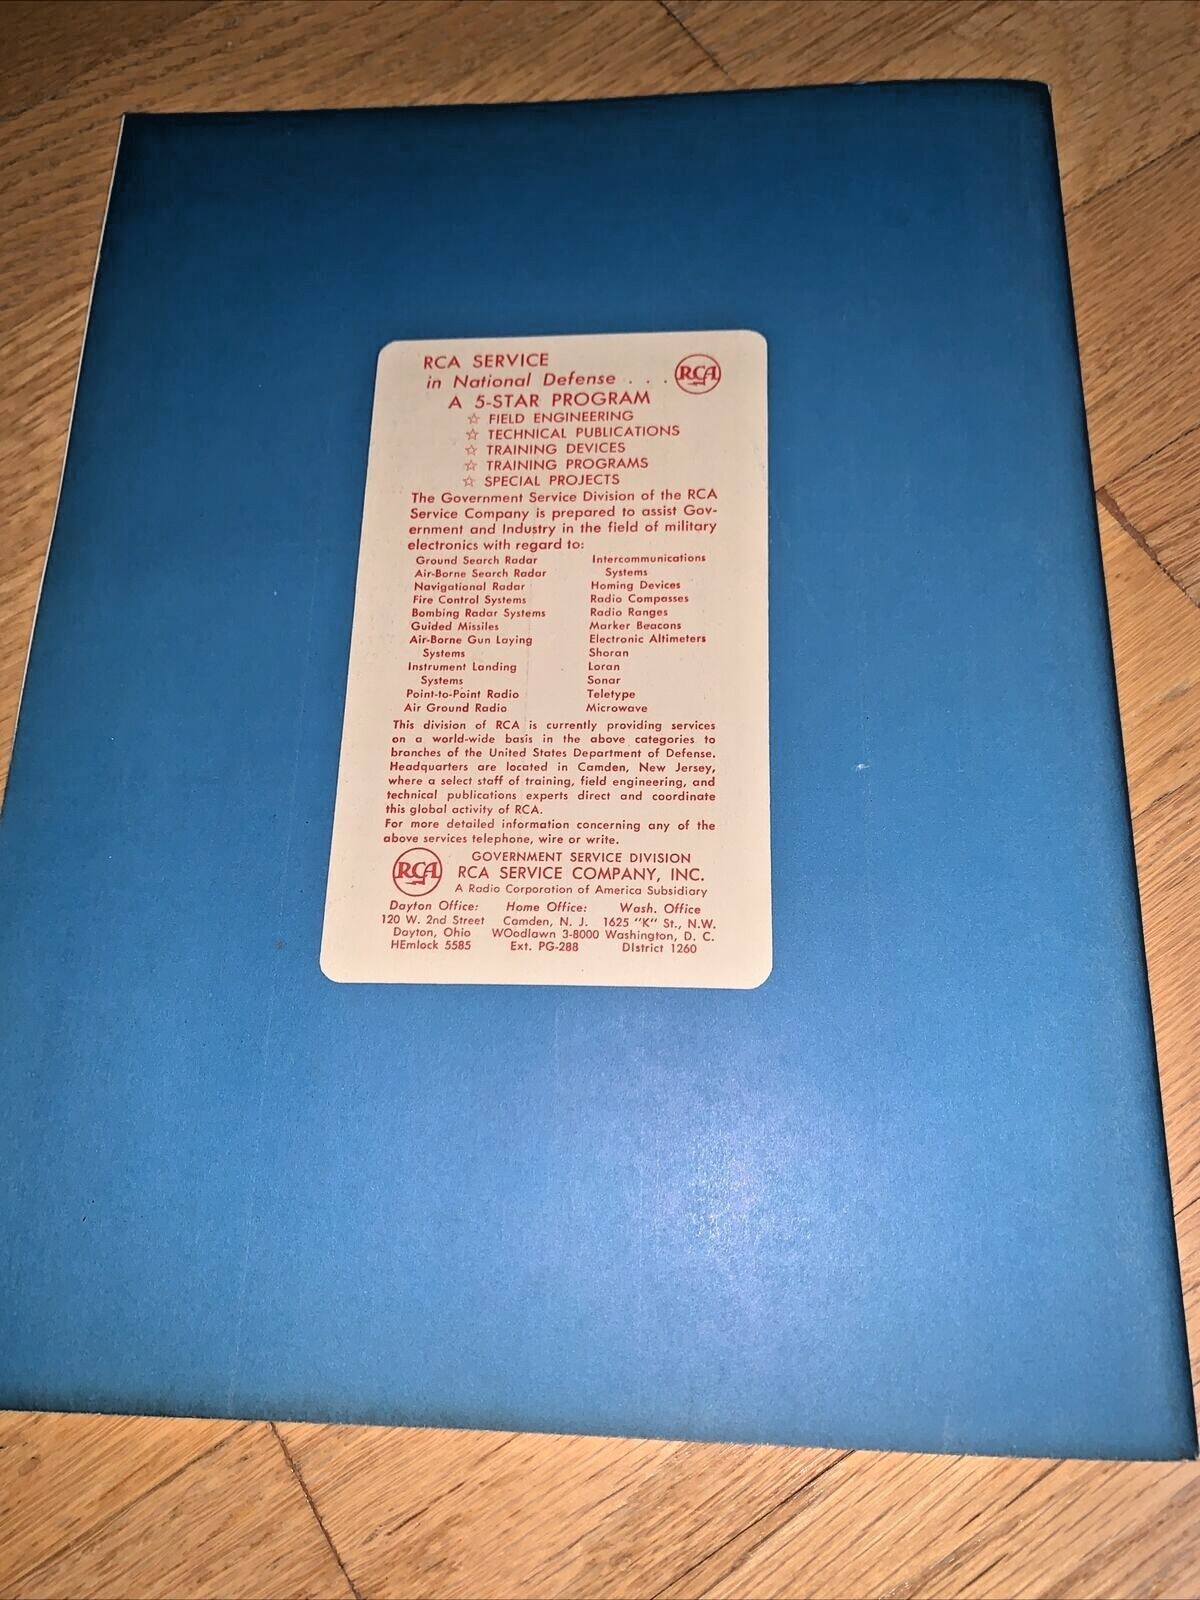 RCA SERVICE
in National Defense . . .
RCA
A 5-STAR PROGRAM
☆ FIELD ENGINEERING
☆ TECHNICAL PUBLICATIONS
☆ TRAINING DEVICES
☆ TRAINING PROGRAMS
☆ SPECIAL PROJECTS
The Government Service Division of the RCA
Service Company is prepared to assist Gov-
ernment and Industry in the field of military
electronics with regard to:
Ground Search Radar
Air-Borne Search Radar
Navigational Radar
Fire Control Systems
Bombing Radar Systems
Guided Missiles
Air-Borne Gun Laying
Systems
Instrument Landing
Systems
Point-to-Point Radio
Air Ground Radio
Intercommunications
Systems
Homing Devices
Radio Compasses
Radio Ranges
Marker Beacons
Electronic Altimeters
Shoran
Loran
Sonar
Teletype
Microwave
This division of RCA is currently providing services
on a world-wide basis in the above categories to
branches of the United States Department of Defense.
Headquarters are located in Camden, New Jersey,
where a select staff of training, field engineering, and
technical publications experts direct and coordinate
this global activity of RCA.
For more detailed information concerning any of the
above services telephone, wire or write.
RCA
GOVERNMENT SERVICE DIVISION
RCA SERVICE COMPANY, INC.
A Radio Corporation of America Subsidiary
Dayton Office:
120 W. 2nd Street
Dayton, Ohio
HEmlock 5585
Home Office:
Camden, N. J.
WOodlawn 3-8000
Ext. PG-288
Wash. Office
1625 "K" St., N.W.
Washington, D. C.
DIstrict 1260